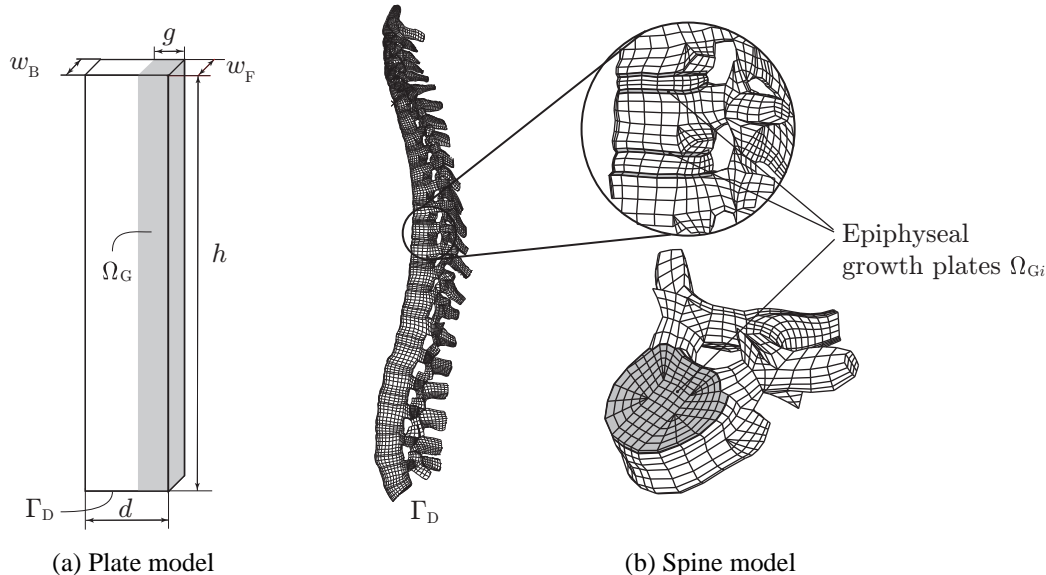 g
w_B
w_F
Ω_G
h
Γ_D
d
(a) Plate model
Epiphyseal
growth plates Ω_Gi
Γ_D
(b) Spine model